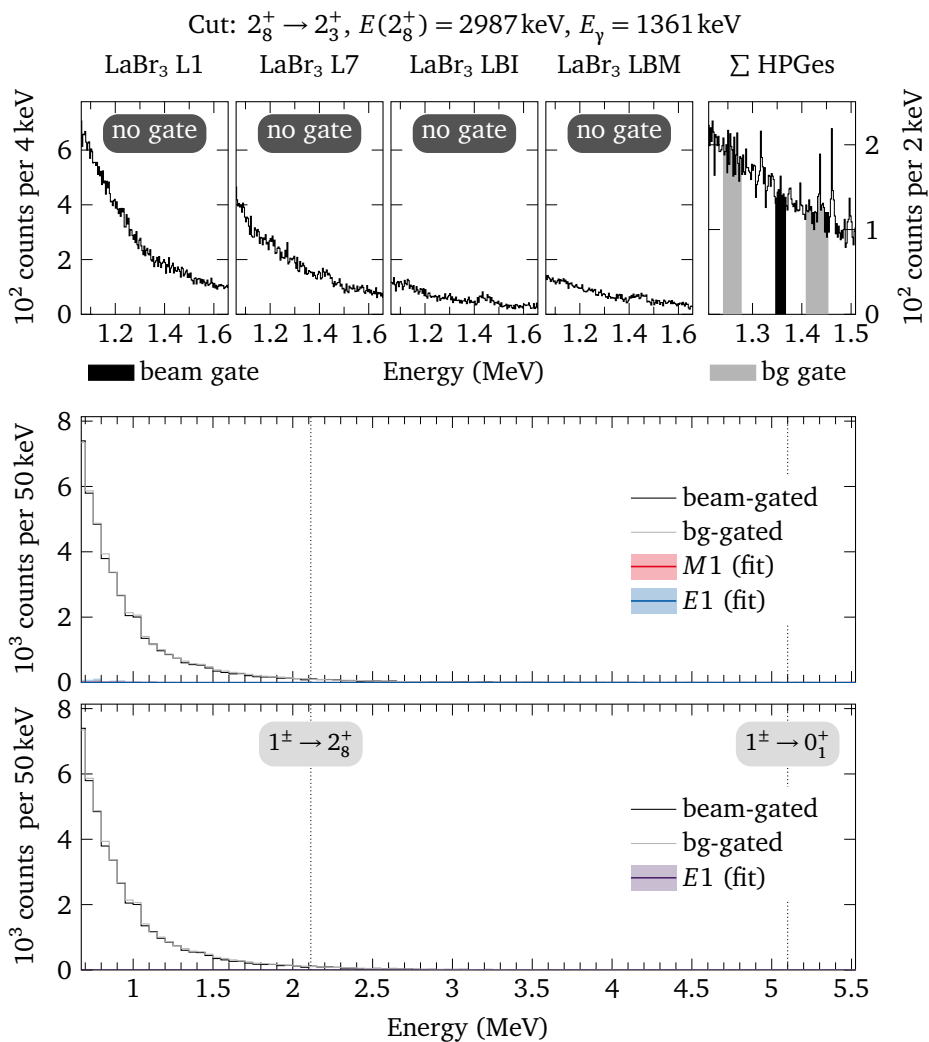 Cut: 2₈⁺ → 2₃⁺, E(2₈⁺) = 2987 keV, Eγ = 1361 keV
LaBr₃ L1 LaBr₃ L7 LaBr₃ LBI LaBr₃ LBM ∑ HPGes
no gate no gate no gate no gate
10² counts per 4 keV
6
4
2
0
10² counts per 2 keV
2
1
0
1.2 1.4 1.6 1.2 1.4 1.6 1.2 1.4 1.6 1.2 1.4 1.6 1.3 1.4 1.5
beam gate Energy (MeV) bg gate
10³ counts per 50 keV
8
6
4
2
0
beam-gated
bg-gated
M1 (fit)
E1 (fit)
10³ counts per 50 keV
8
6
4
2
0
1± → 2₈⁺ 1± → 0₁⁺
beam-gated
bg-gated
E1 (fit)
1 1.5 2 2.5 3 3.5 4 4.5 5 5.5
Energy (MeV)